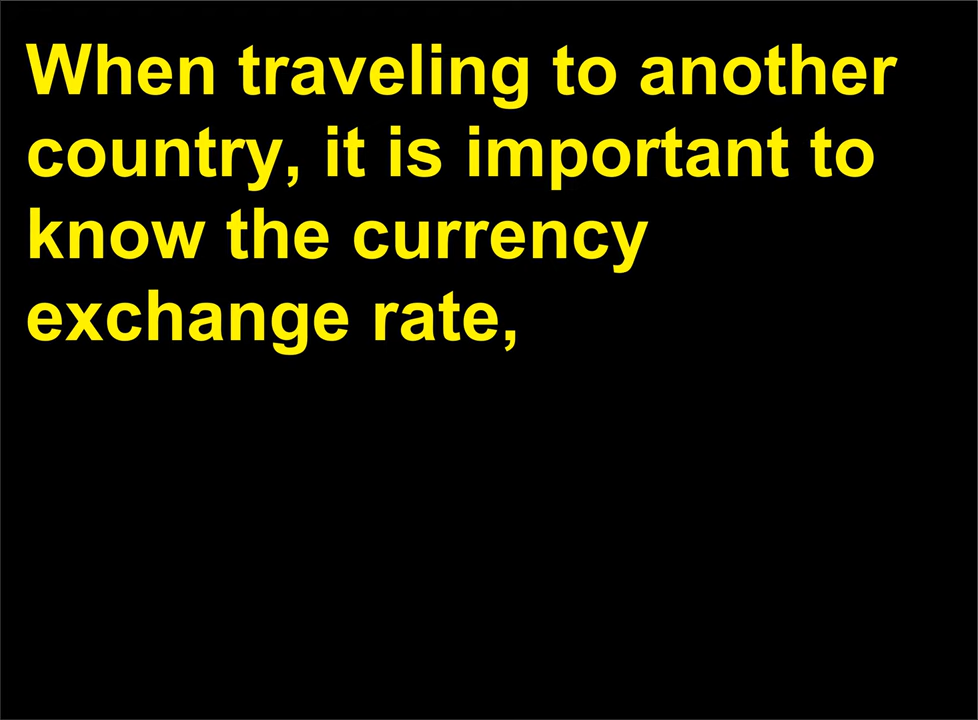 When traveling to another
country, it is important to
know the currency
exchange rate,